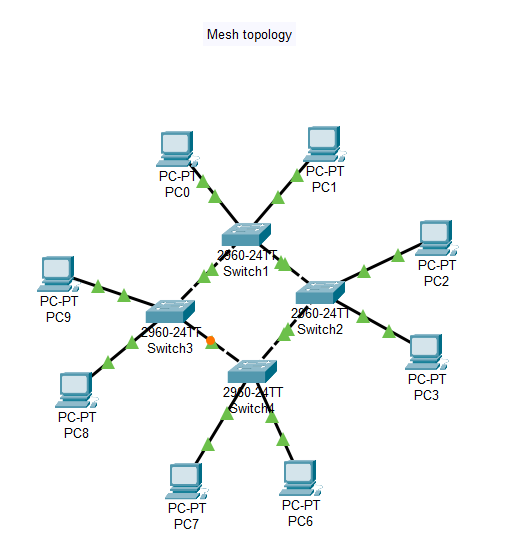 Mesh topology
PC-PT
PC0
PC-PT
PC1
2960-24TT
Switch1
PC-PT
PC2
PC-PT
PC9
2960-24TT
Switch2
2960-24TT
Switch3
PC-PT
PC3
2960-24TT
Switch4
PC-PT
PC8
PC-PT
PC7
PC-PT
PC6